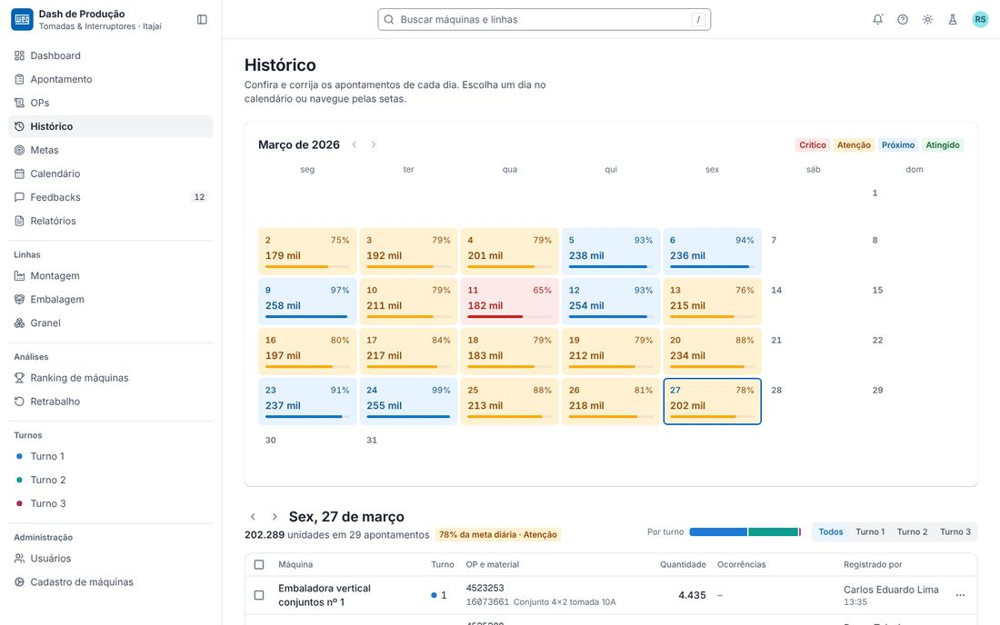 weg
Dash de Produção
Tomadas & Interruptores · Itajaí
Buscar máquinas e linhas
/
RS
Dashboard
Apontamento
OPs
Histórico
Metas
Calendário
Feedbacks 12
Relatórios
Linhas
Montagem
Embalagem
Granel
Análises
Ranking de máquinas
Retrabalho
Turnos
Turno 1
Turno 2
Turno 3
Administração
Usuários
Cadastro de máquinas
Histórico
Confira e corrija os apontamentos de cada dia. Escolha um dia no
calendário ou navegue pelas setas.
Março de 2026
Crítico Atenção Próximo Atingido
seg ter qua qui sex sáb dom
1
2 75% 3 79% 4 79% 5 93% 6 94% 7 8
179 mil 192 mil 201 mil 238 mil 236 mil
9 97% 10 79% 11 65% 12 93% 13 76% 14 15
258 mil 211 mil 182 mil 254 mil 215 mil
16 80% 17 84% 18 79% 19 79% 20 88% 21 22
197 mil 217 mil 183 mil 212 mil 234 mil
23 91% 24 99% 25 88% 26 81% 27 78% 28 29
237 mil 255 mil 213 mil 218 mil 202 mil
30 31
Sex, 27 de março
202.289 unidades em 29 apontamentos 78% da meta diária · Atenção
Por turno
Todos Turno 1 Turno 2 Turno 3
Máquina Turno OP e material Quantidade Ocorrências Registrado por
Embaladora vertical
conjuntos nº 1
1
4523253
16073661 Conjunto 4×2 tomada 10A
4.435
–
Carlos Eduardo Lima
13:35